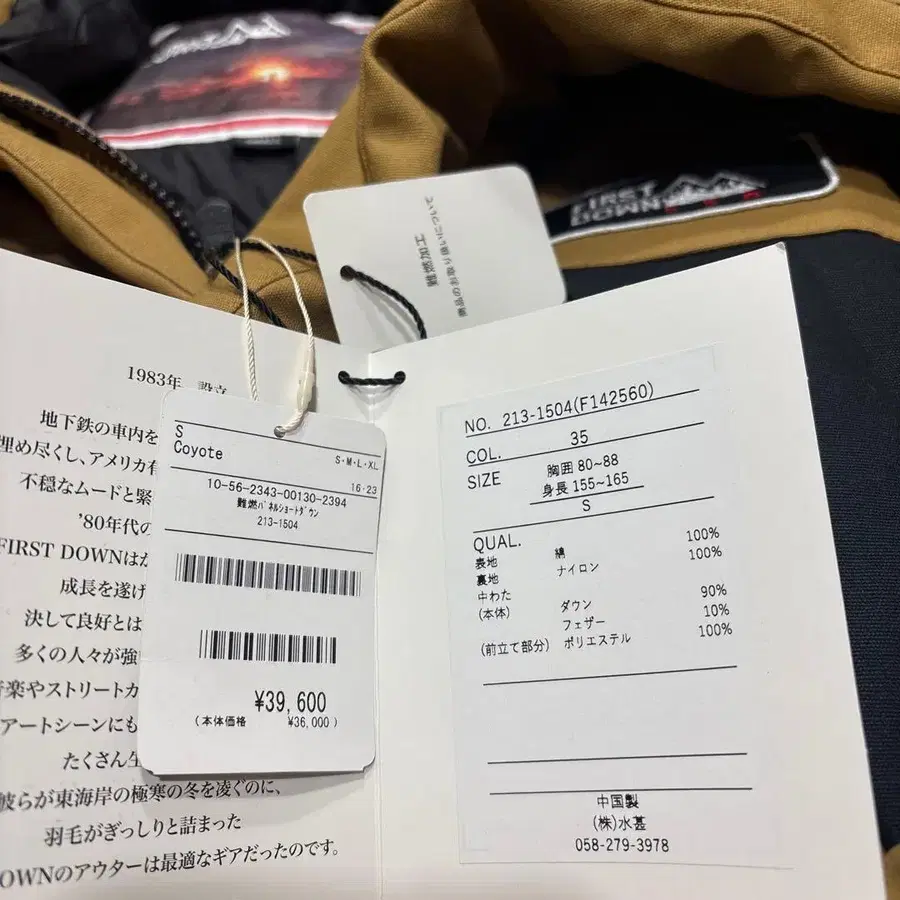 FIRST
DOWN
難燃加工
商品のお取り扱いについて
1983年 設立
地下鉄の車内を
埋め尽くし、アメリカ
不穏なムードと緊
'80年代の
FIRST DOWNはか
成長を遂げ
決して良好とは
多くの人々が強い
音楽やストリートカ
アートシーンにも
たくさん生
彼らが東海岸の極寒の冬を凌ぐのに、
羽毛がぎっしりと詰まった
OWNのアウターは最適なギアだったのです。
S
Coyote
S・M・L・XL
16・23
10-56-2343-00130-2394
難燃パネルショートダウン
213-1504
¥39,600
(本体価格 ¥36,000)
NO. 213-1504(F142560)
COL. 35
SIZE 胸囲 80~88
身長 155~165
S
QUAL.
表地 綿 100%
裏地 ナイロン 100%
中わた
(本体) ダウン 90%
フェザー 10%
(前立て部分) ポリエステル 100%
中国製
(株)水甚
058-279-3978